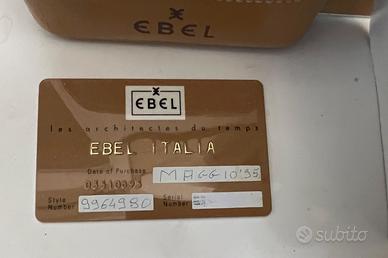 EBEL
EBEL
les architectes du temps
EBEL ITALIA
Date of Purchase MAGGIO'95
Style Number 9964980 Serial Number
subito